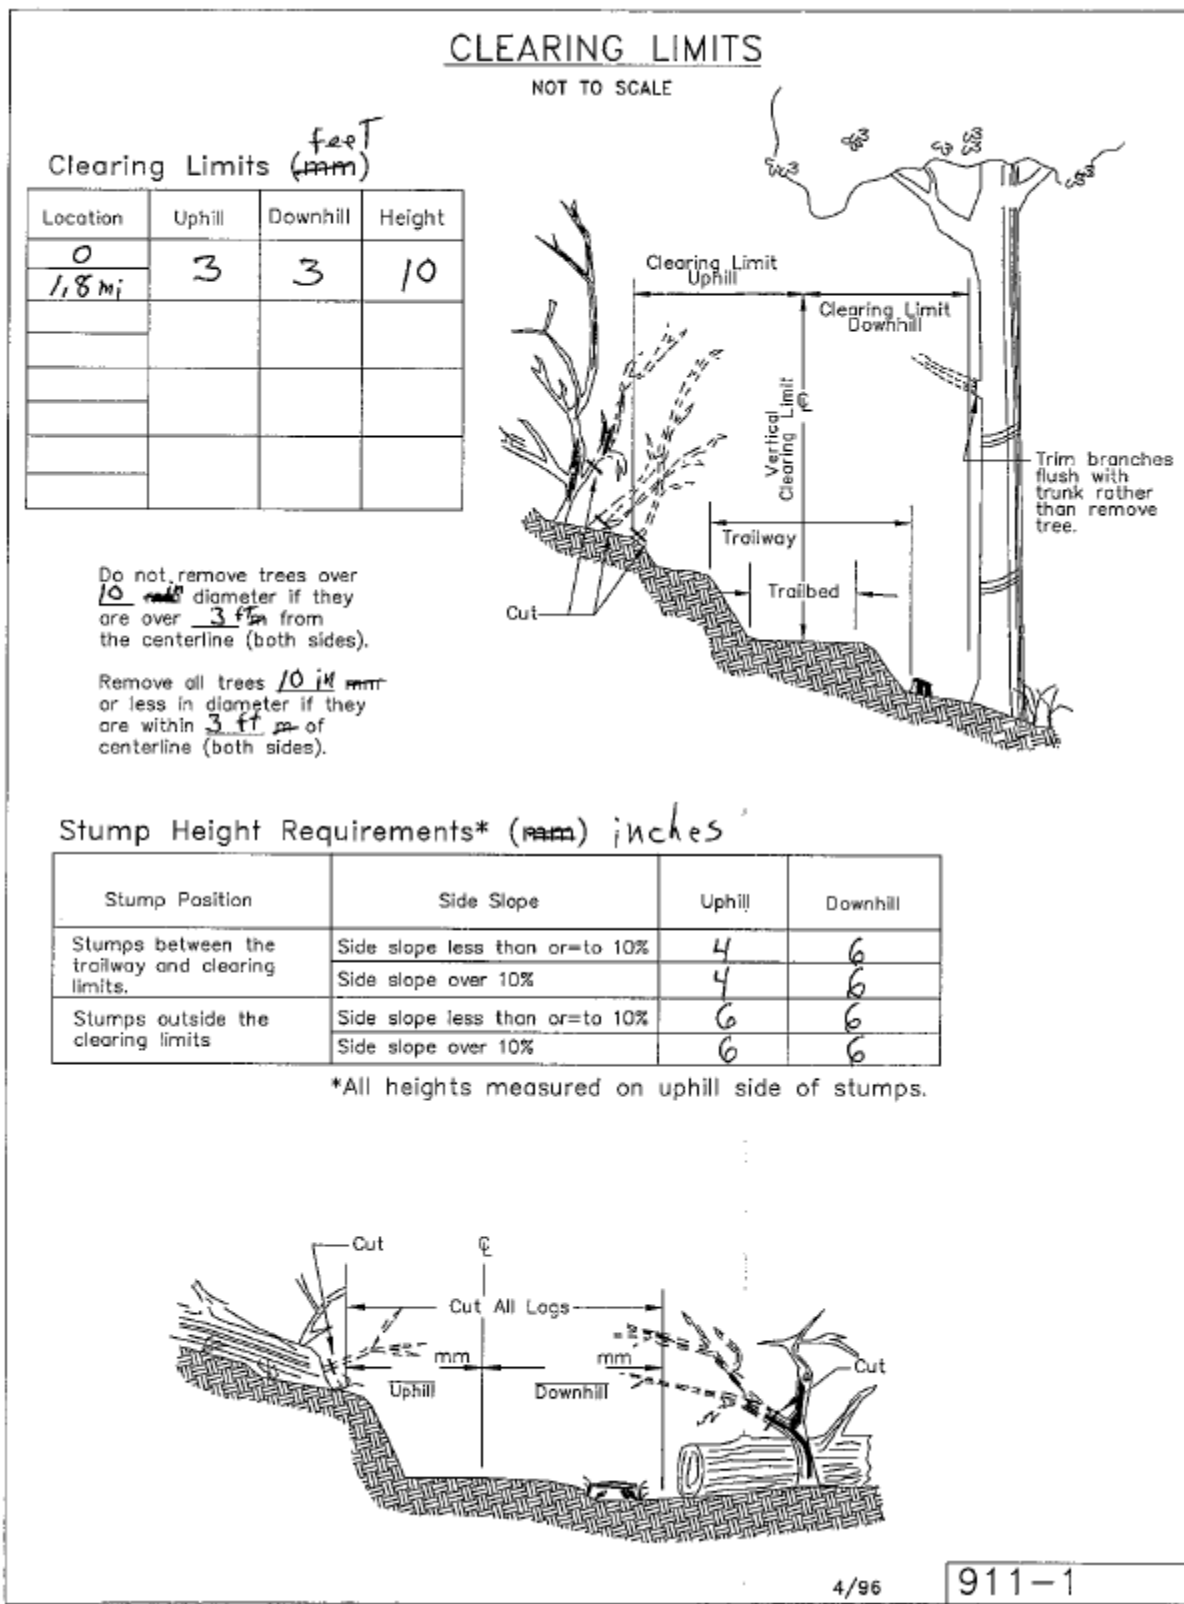 CLEARING LIMITS
NOT TO SCALE
feet
Clearing Limits (mm)
Location Uphill Downhill Height
0
1.8 mi 3 3 10
Clearing Limit
Uphill
Clearing Limit
Downhill
Vertical
Clearing Limit
℄
Trim branches
flush with
trunk rather
than remove
tree.
Trailway
Trailbed
Cut
Do not remove trees over
10 diameter if they
are over 3 ft m from
the centerline (both sides).
Remove all trees 10 in mm
or less in diameter if they
are within 3 ft m of
centerline (both sides).
Stump Height Requirements* (mm) inches
Stump Position Side Slope Uphill Downhill
Stumps between the
trailway and clearing
limits.
Side slope less than or=to 10% 4 6
Side slope over 10% 4 6
Stumps outside the
clearing limits
Side slope less than or=to 10% 6 6
Side slope over 10% 6 6
*All heights measured on uphill side of stumps.
Cut
℄
Cut All Logs
mm
mm
Uphill
Downhill
Cut
4/96
911-1